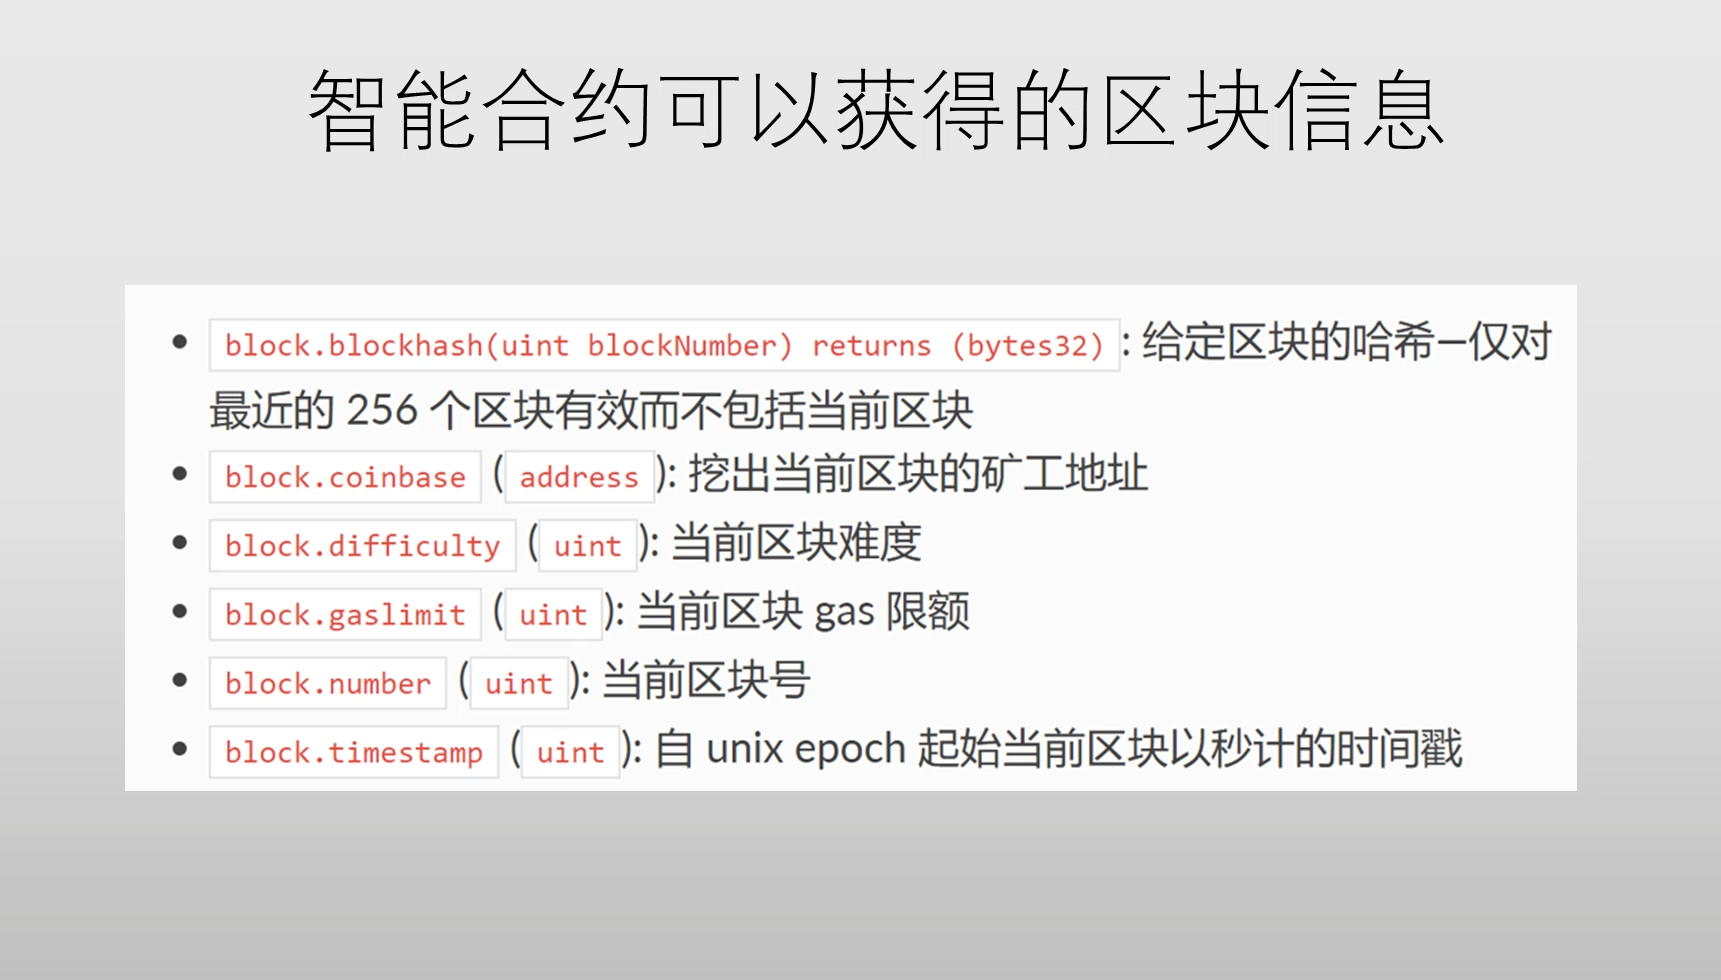 智能合约可以获得的区块信息
• block.blockhash(uint blockNumber) returns (bytes32) : 给定区块的哈希—仅对
最近的 256 个区块有效而不包括当前区块
• block.coinbase ( address ): 挖出当前区块的矿工地址
• block.difficulty ( uint ): 当前区块难度
• block.gaslimit ( uint ): 当前区块 gas 限额
• block.number ( uint ): 当前区块号
• block.timestamp ( uint ): 自 unix epoch 起始当前区块以秒计的时间戳